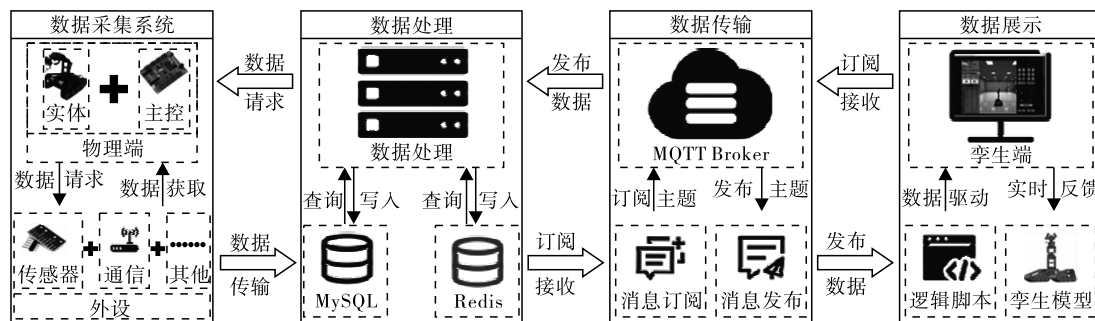 数据采集系统
实体
主控
物理端
数据
请求
数据
获取
传感器
通信
其他
外设
数据
请求
数据
传输
数据处理
数据处理
查询
写入
查询
写入
MySQL
Redis
发布
数据
订阅
接收
数据传输
MQTT Broker
订阅
主题
发布
主题
消息订阅
消息发布
订阅
接收
发布
数据
数据展示
孪生端
数据
驱动
实时
反馈
逻辑脚本
孪生模型